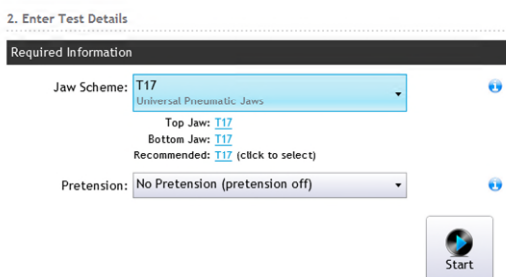 2. Enter Test Details
Required Information
Jaw Scheme: T17
Universal Pneumatic Jaws
Top Jaw: T17
Bottom Jaw: T17
Recommended: T17 (click to select)
Pretension: No Pretension (pretension off)
Start